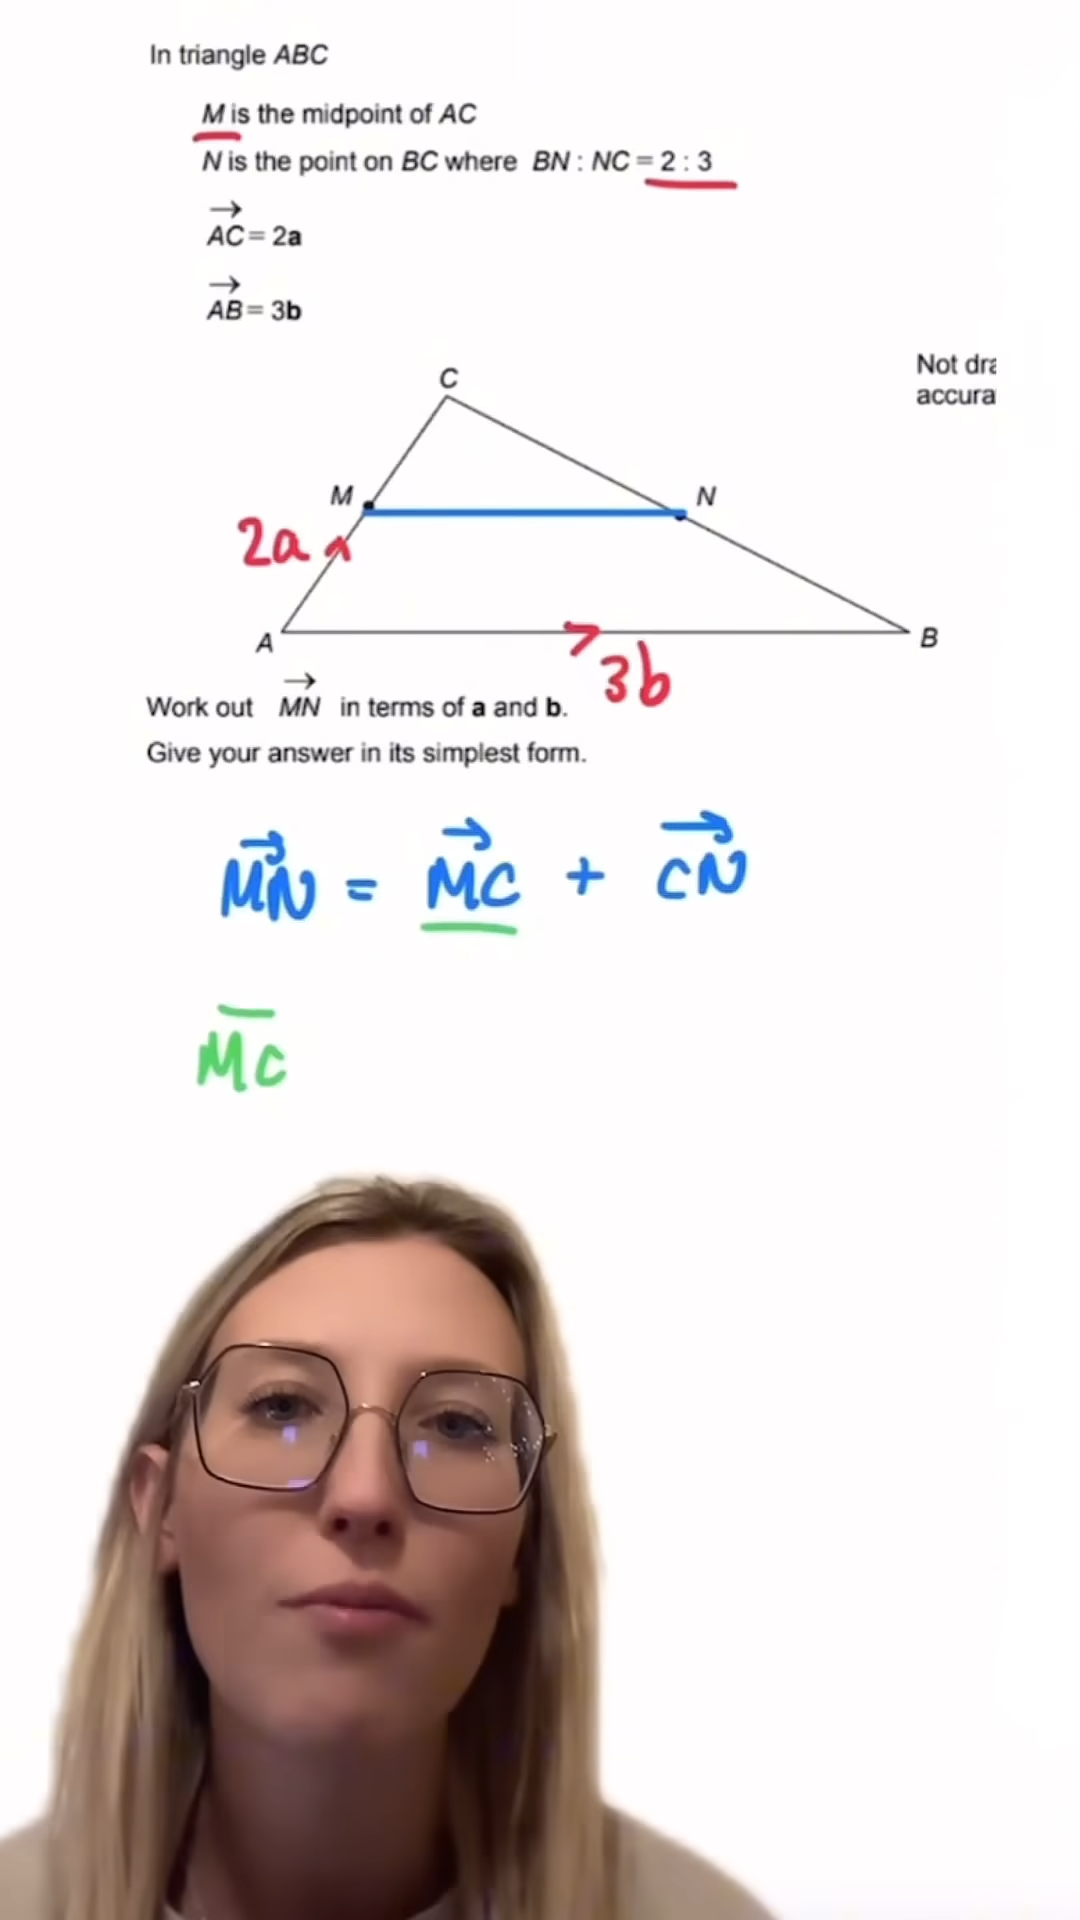 In triangle ABC
M is the midpoint of AC
N is the point on BC where BN : NC = 2 : 3
→
AC = 2a
→
AB = 3b
Not dra
accura
C
M
N
2a
A
B
3b
→
Work out MN in terms of a and b.
Give your answer in its simplest form.
→ → →
MN = MC + CN
MC